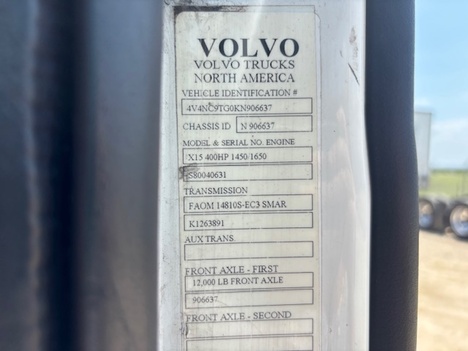 VOLVO
VOLVO TRUCKS
NORTH AMERICA
VEHICLE IDENTIFICATION #
4V4NC9TG0KN906637
CHASSIS ID N 906637
MODEL & SERIAL NO. ENGINE
X15 400HP 1450/1650
S80040631
TRANSMISSION
FAOM 14810S-EC3 SMAR
K1263891
AUX TRANS.
FRONT AXLE - FIRST
12,000 LB FRONT AXLE
906637
FRONT AXLE - SECOND